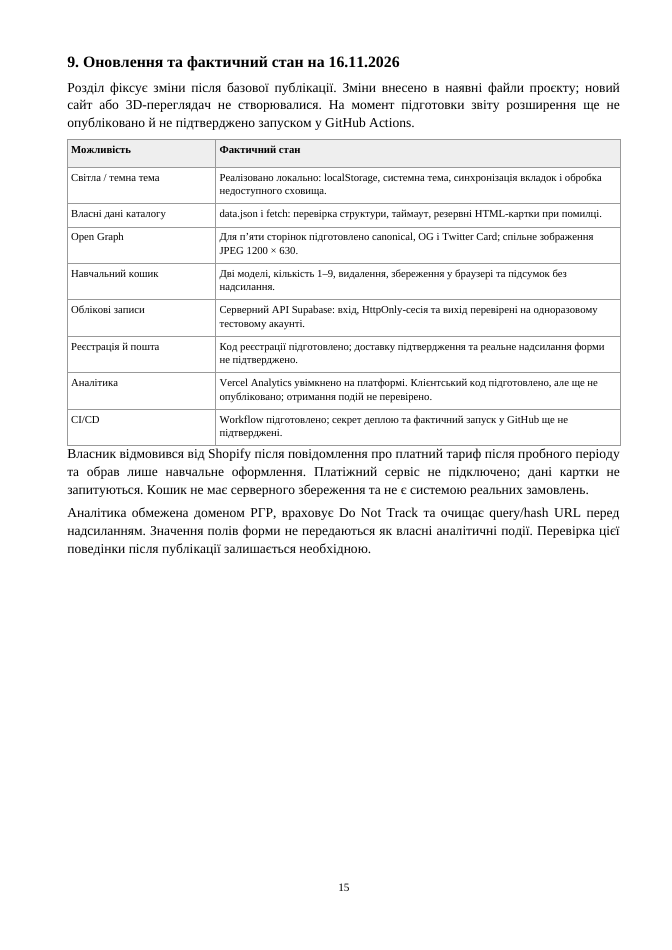 9. Оновлення та фактичний стан на 16.11.2026
Розділ фіксує зміни після базової публікації. Зміни внесено в наявні файли проєкту; новий
сайт або 3D-переглядач не створювалися. На момент підготовки звіту розширення ще не
опубліковано й не підтверджено запуском у GitHub Actions.
Можливість Фактичний стан
Світла / темна тема Реалізовано локально: localStorage, системна тема, синхронізація вкладок і обробка
недоступного сховища.
Власні дані каталогу data.json і fetch: перевірка структури, таймаут, резервні HTML-картки при помилці.
Open Graph Для п’яти сторінок підготовлено canonical, OG і Twitter Card; спільне зображення
JPEG 1200 × 630.
Навчальний кошик Дві моделі, кількість 1–9, видалення, збереження у браузері та підсумок без
надсилання.
Облікові записи Серверний API Supabase: вхід, HttpOnly-сесія та вихід перевірені на одноразовому
тестовому акаунті.
Реєстрація й пошта Код реєстрації підготовлено; доставку підтвердження та реальне надсилання форми
не підтверджено.
Аналітика Vercel Analytics увімкнено на платформі. Клієнтський код підготовлено, але ще не
опубліковано; отримання подій не перевірено.
CI/CD Workflow підготовлено; секрет деплою та фактичний запуск у GitHub ще не
підтверджені.
Власник відмовився від Shopify після повідомлення про платний тариф після пробного періоду
та обрав лише навчальне оформлення. Платіжний сервіс не підключено; дані картки не
запитуються. Кошик не має серверного збереження та не є системою реальних замовлень.
Аналітика обмежена доменом РГР, враховує Do Not Track та очищає query/hash URL перед
надсиланням. Значення полів форми не передаються як власні аналітичні події. Перевірка цієї
поведінки після публікації залишається необхідною.
15